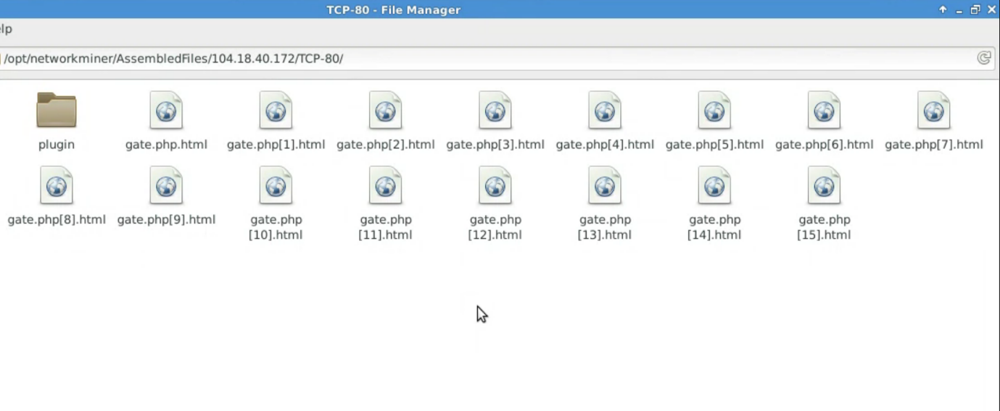 TCP-80 - File Manager
elp
/opt/networkminer/AssembledFiles/104.18.40.172/TCP-80/
plugin
gate.php.html
gate.php[1].html
gate.php[2].html
gate.php[3].html
gate.php[4].html
gate.php[5].html
gate.php[6].html
gate.php[7].html
gate.php[8].html
gate.php[9].html
gate.php
[10].html
gate.php
[11].html
gate.php
[12].html
gate.php
[13].html
gate.php
[14].html
gate.php
[15].html